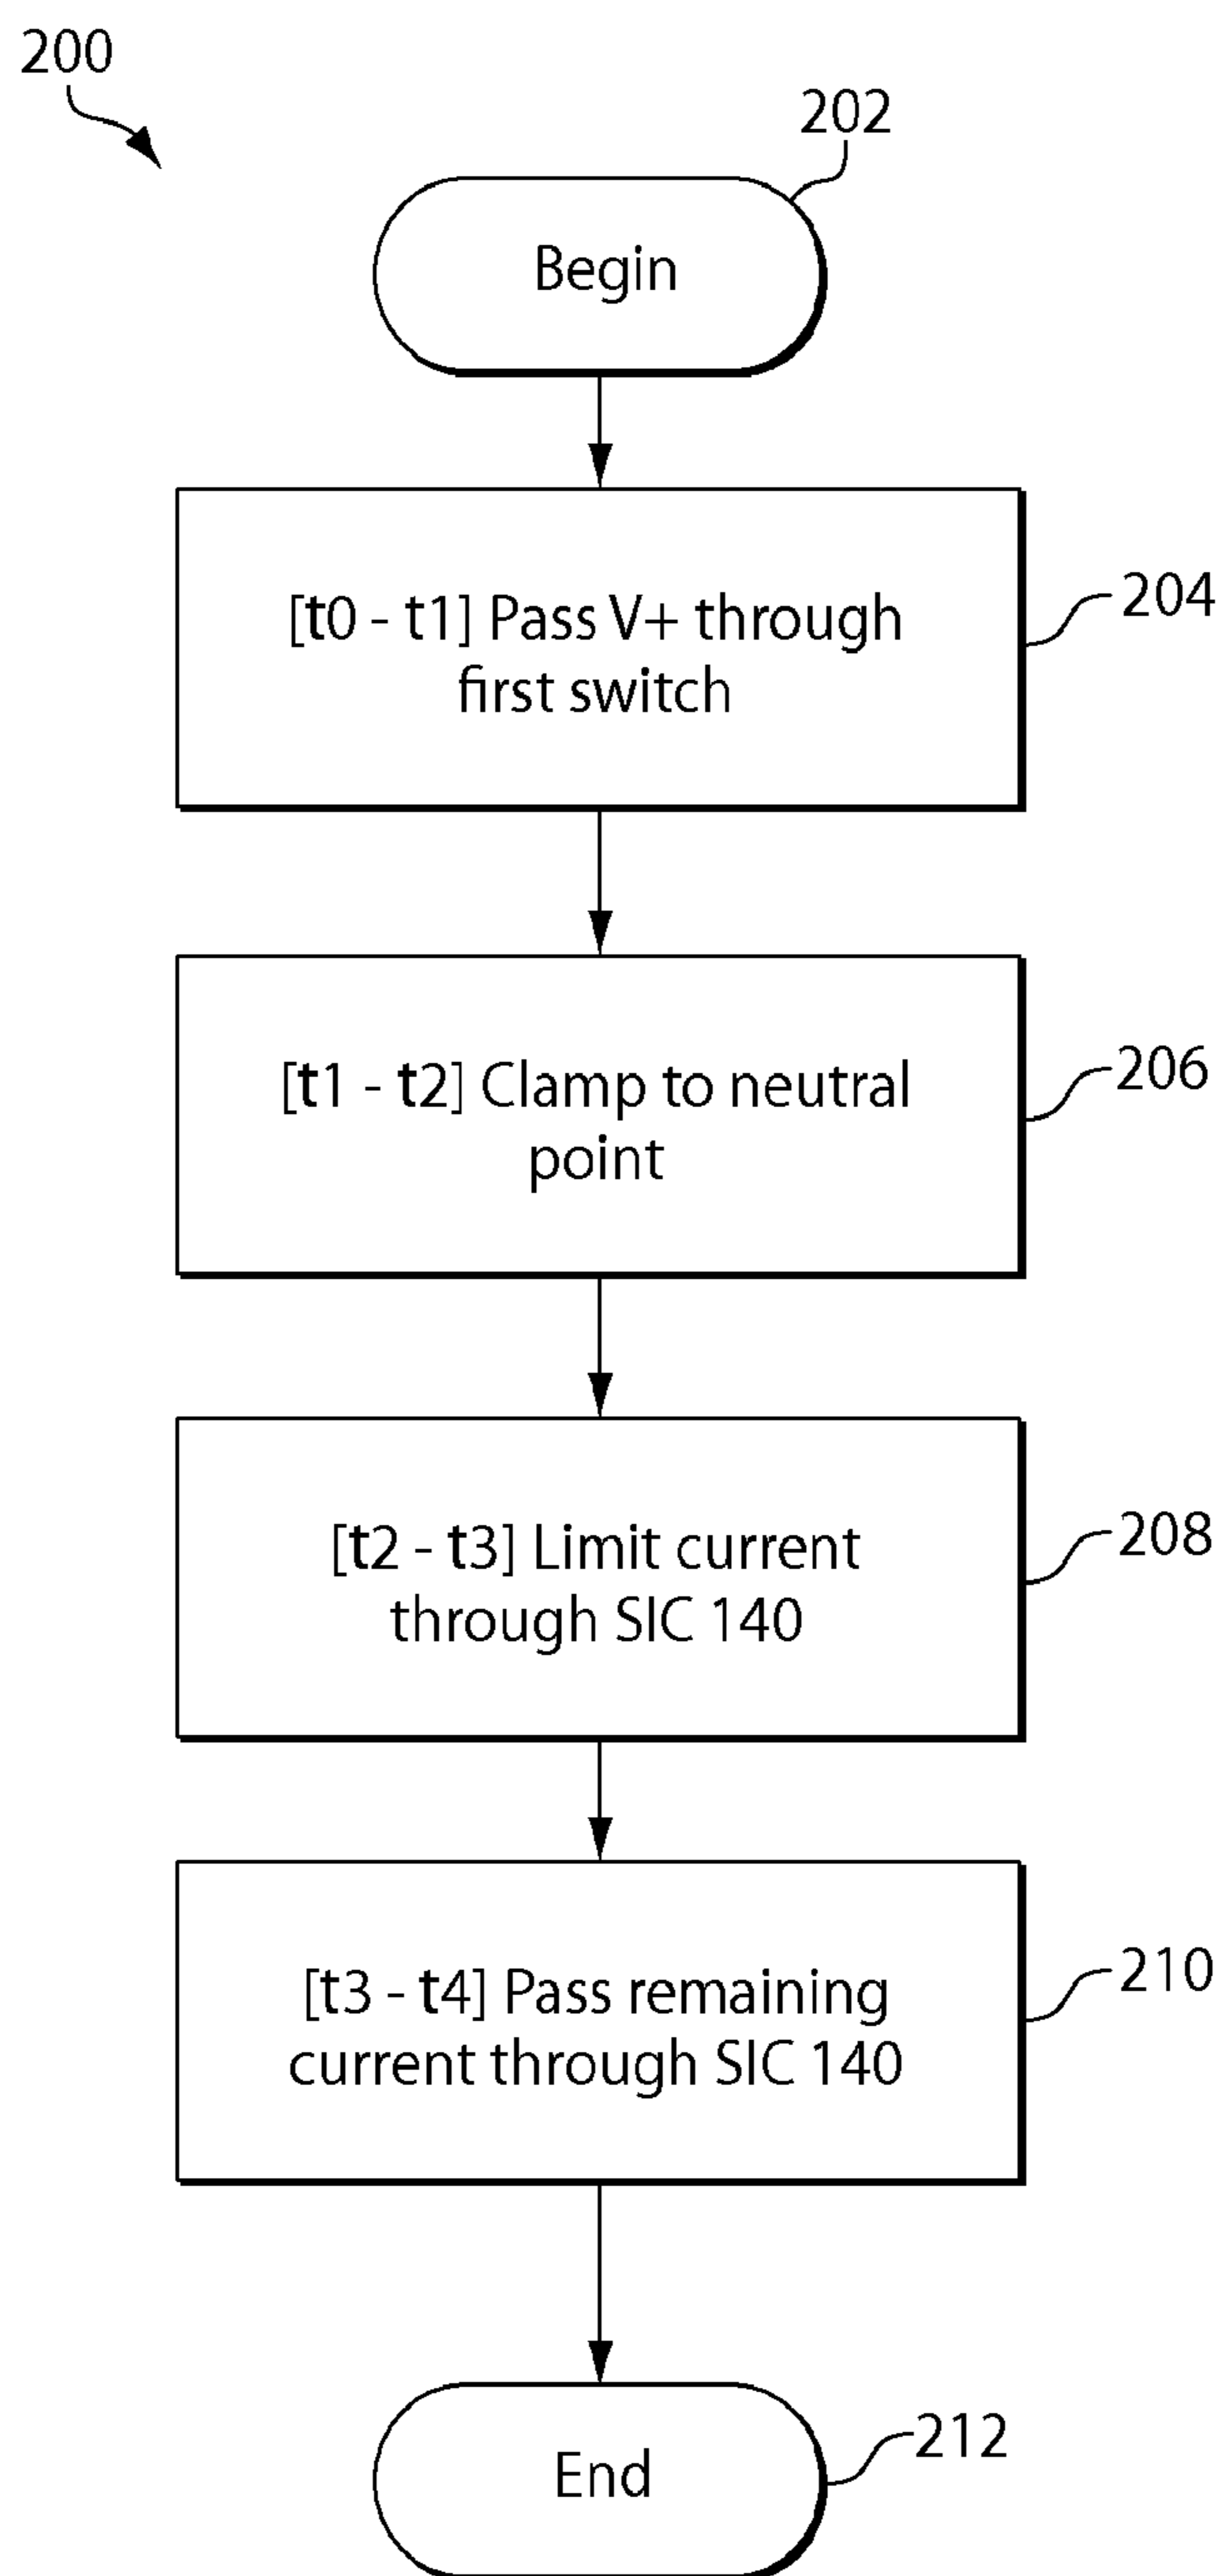 200
202
Begin
[t0 - t1] Pass V+ through
first switch
204
[t1 - t2] Clamp to neutral
point
206
[t2 - t3] Limit current
through SIC 140
208
[t3 - t4] Pass remaining
current through SIC 140
210
End
212